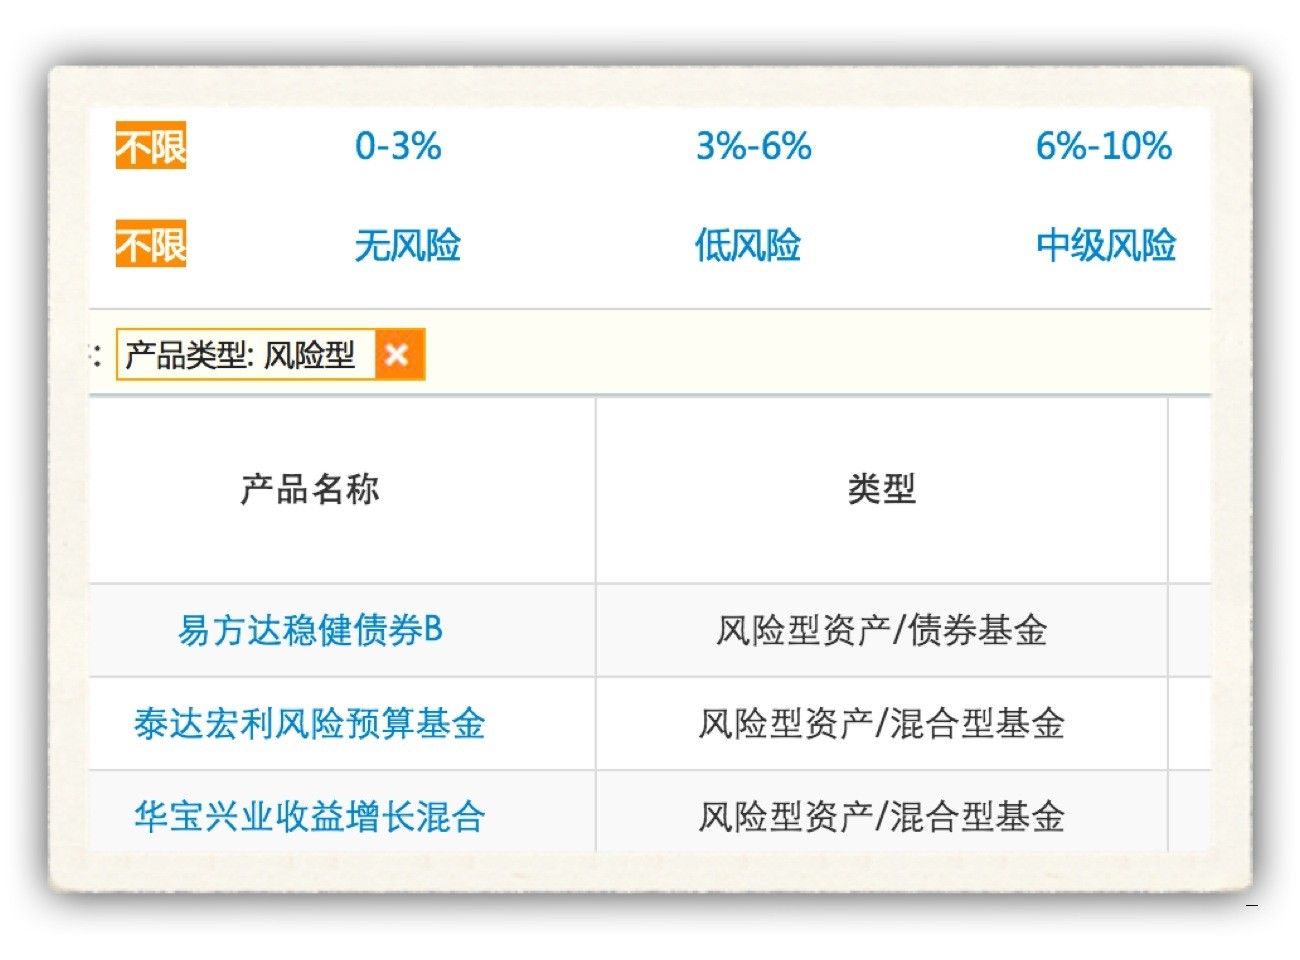 不限 0-3% 3%-6% 6%-10%
不限 无风险 低风险 中级风险
: 产品类型: 风险型 ×
产品名称 类型
易方达稳健债券B 风险型资产/债券基金
泰达宏利风险预算基金 风险型资产/混合型基金
华宝兴业收益增长混合 风险型资产/混合型基金